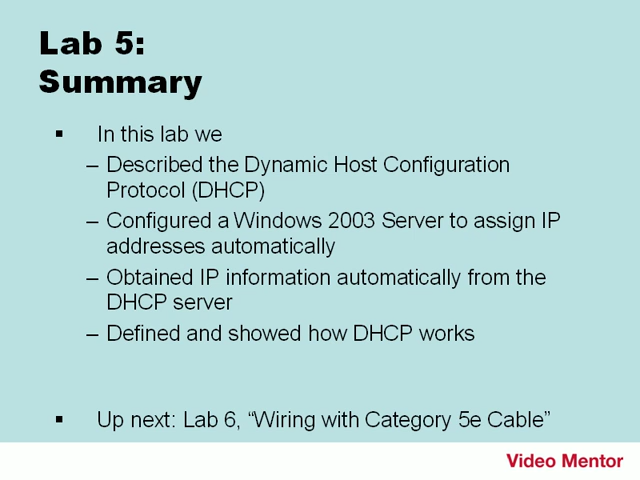 Lab 5:
Summary
▪ In this lab we
– Described the Dynamic Host Configuration
Protocol (DHCP)
– Configured a Windows 2003 Server to assign IP
addresses automatically
– Obtained IP information automatically from the
DHCP server
– Defined and showed how DHCP works
▪ Up next: Lab 6, “Wiring with Category 5e Cable”
Video Mentor